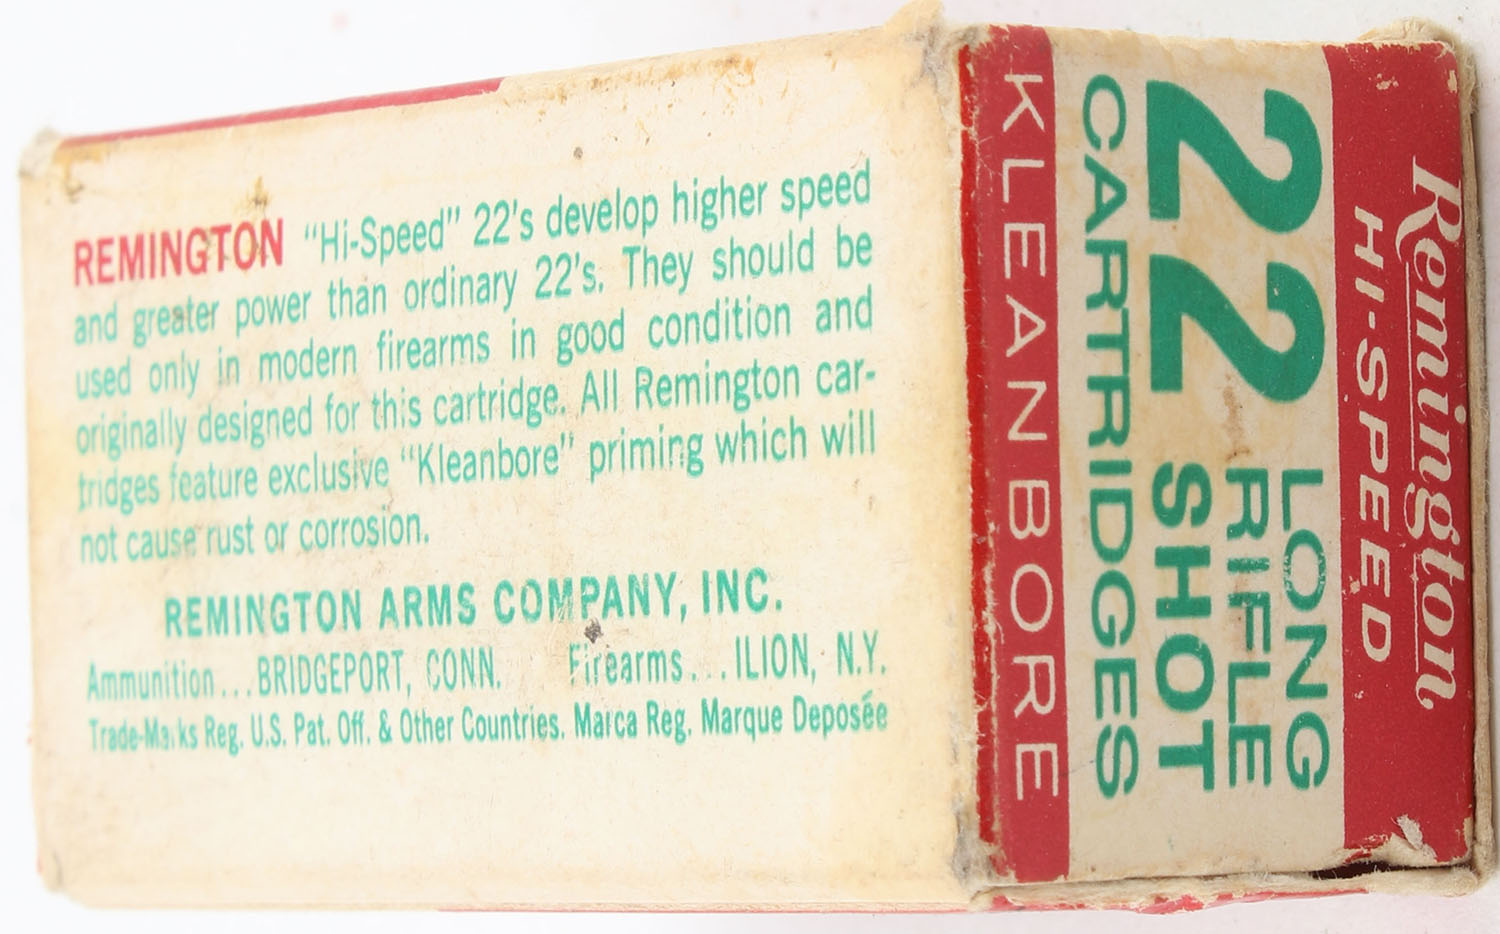 REMINGTON "Hi-Speed" 22's develop higher speed
and greater power than ordinary 22's. They should be
used only in modern firearms in good condition and
originally designed for this cartridge. All Remington car-
tridges feature exclusive "Kleanbore" priming which will
not cause rust or corrosion.
REMINGTON ARMS COMPANY, INC.
Ammunition...BRIDGEPORT, CONN. Firearms...ILION, N.Y.
Trade-Marks Reg. U.S. Pat. Off. & Other Countries. Marca Reg. Marque Deposée
Remington
HI-SPEED
22 LONG
RIFLE
SHOT
CARTRIDGES
KLEANBORE